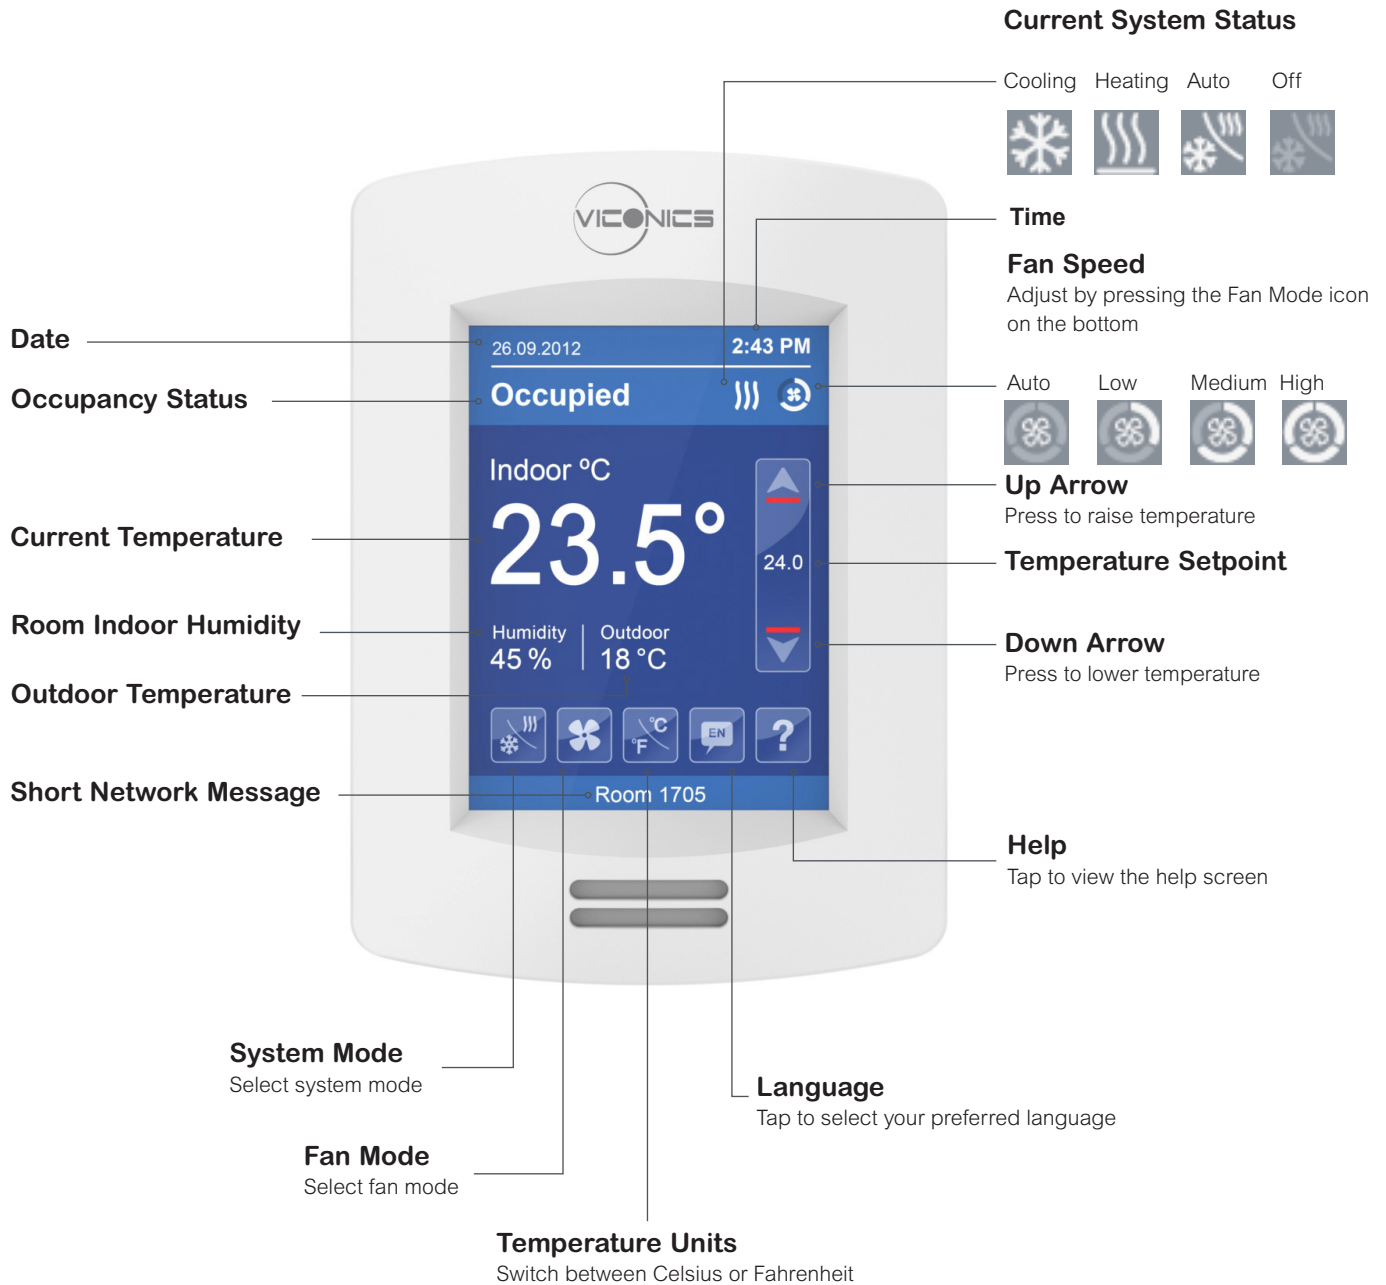 Current System Status
Cooling Heating Auto Off
VICONICS
Time
Fan Speed
Adjust by pressing the Fan Mode icon
on the bottom
Date
26.09.2012 2:43 PM
Occupancy Status
Occupied
Auto Low Medium High
Indoor ºC
Up Arrow
Press to raise temperature
Current Temperature
23.5°
24.0
Temperature Setpoint
Room Indoor Humidity
Humidity Outdoor
45 % 18 °C
Down Arrow
Press to lower temperature
Outdoor Temperature
°C
°F
EN
?
Short Network Message
Room 1705
Help
Tap to view the help screen
System Mode
Select system mode
Language
Tap to select your preferred language
Fan Mode
Select fan mode
Temperature Units
Switch between Celsius or Fahrenheit